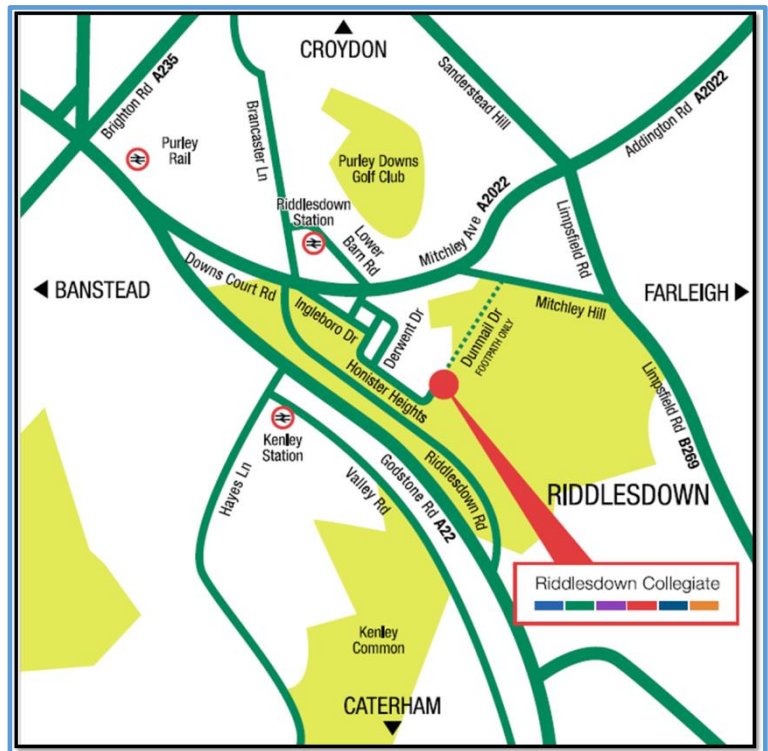 CROYDON
Brighton Rd A235
Purley
Rail
Brancaster Ln
Sanderstead Hill
Addington Rd A2022
Purley Downs
Golf Club
Riddlesdown
Station
Lower
Barn Rd
Mitchley Ave A2022
Limpsfield Rd
BANSTEAD
Downs Court Rd
Ingleboro Dr
Derwent Dr
Dunmail Dr
FOOTPATH ONLY
Mitchley Hill
FARLEIGH
Honister Heights
Limpsfield Rd B269
Kenley
Station
Hayes Ln
Valley Rd
Godstone Rd A22
Riddlesdown Rd
RIDDLESDOWN
Riddlesdown Collegiate
Kenley
Common
CATERHAM